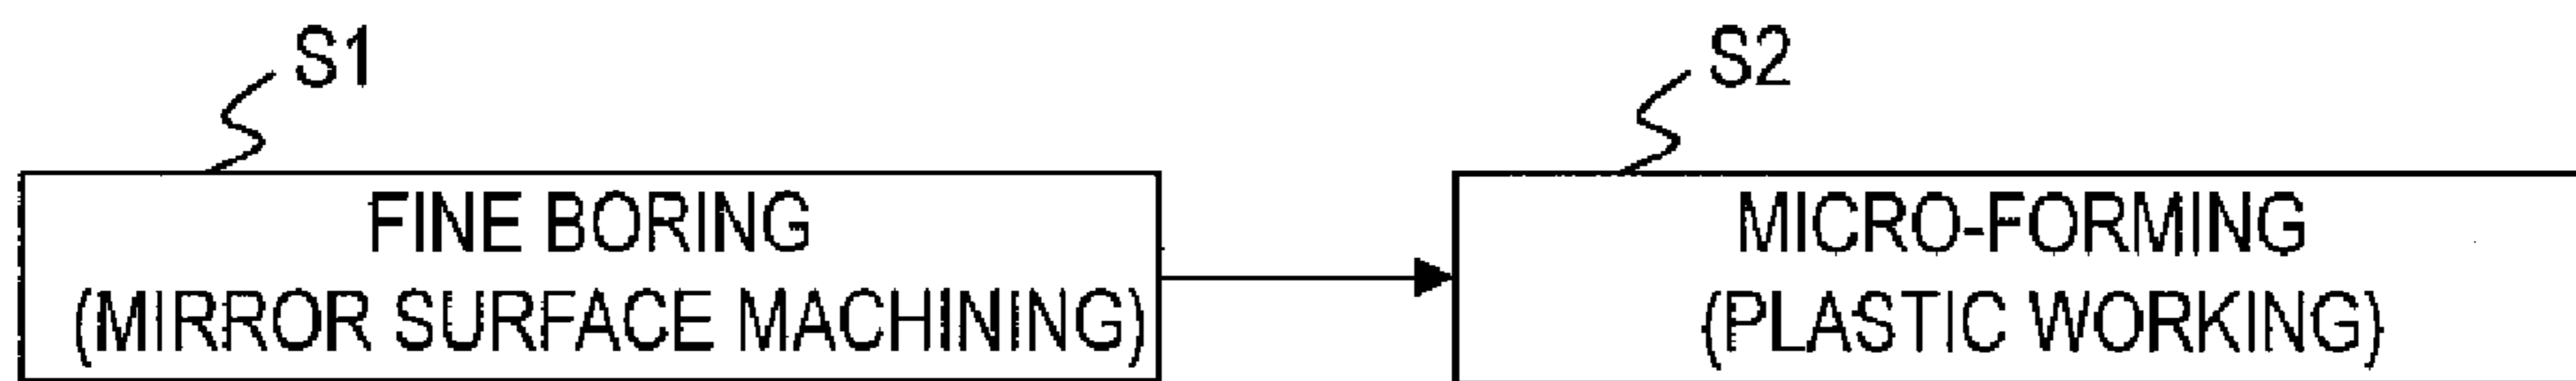 S1
FINE BORING
(MIRROR SURFACE MACHINING)
S2
MICRO-FORMING
(PLASTIC WORKING)